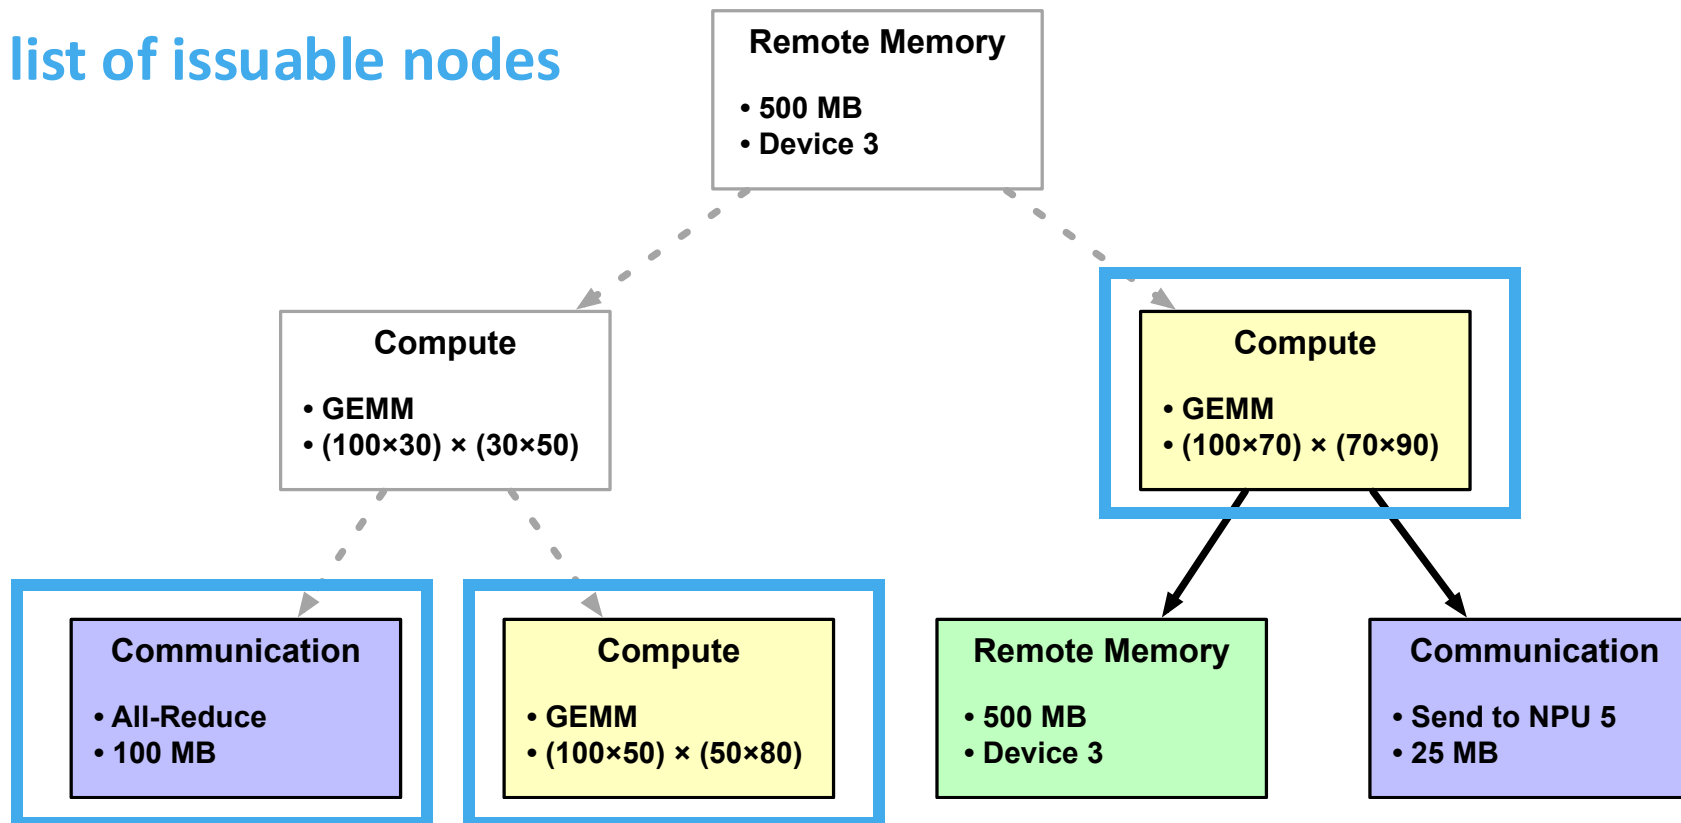 list of issuable nodes
Remote Memory
• 500 MB
• Device 3
Compute
• GEMM
• (100×30) × (30×50)
Compute
• GEMM
• (100×70) × (70×90)
Communication
• All-Reduce
• 100 MB
Compute
• GEMM
• (100×50) × (50×80)
Remote Memory
• 500 MB
• Device 3
Communication
• Send to NPU 5
• 25 MB